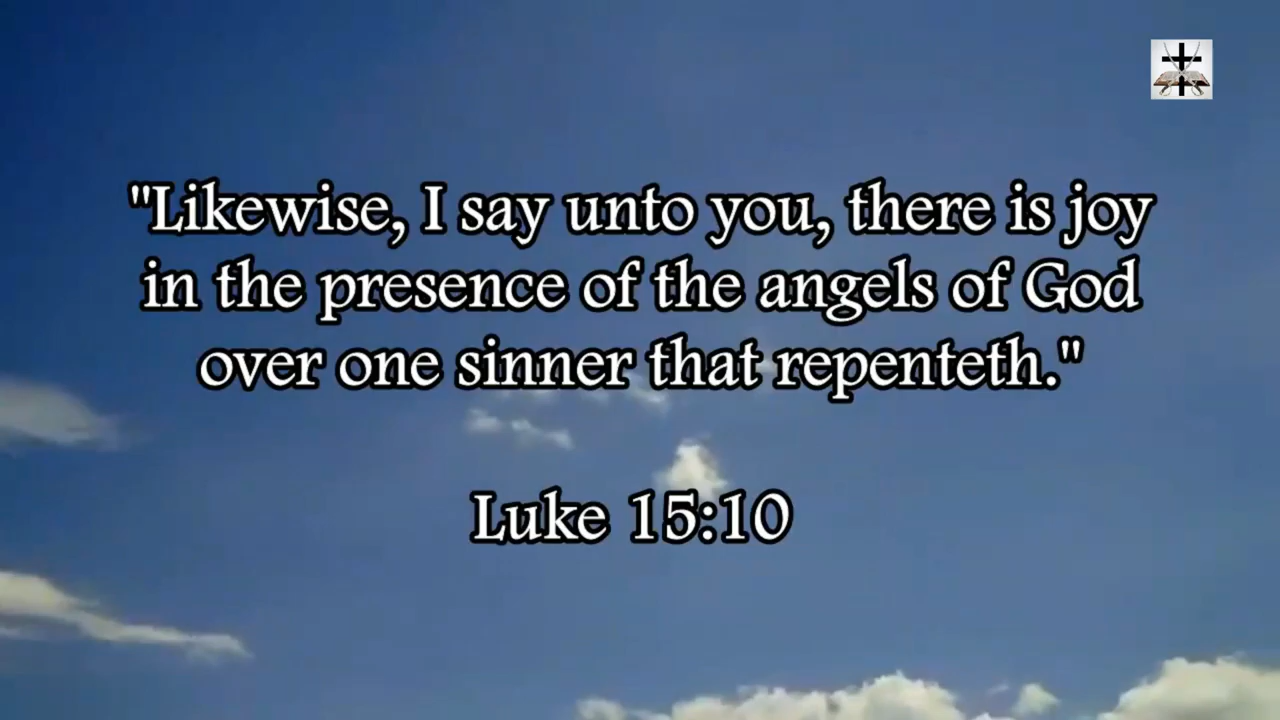 "Likewise, I say unto you, there is joy
in the presence of the angels of God
over one sinner that repenteth."
Luke 15:10